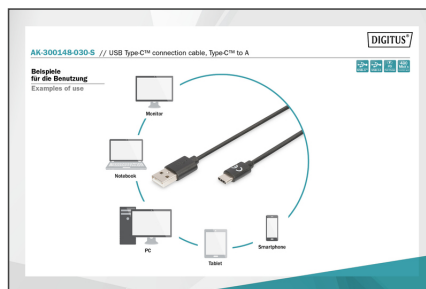 DIGITUS®
AK-300148-030-S // USB Type-C™ connection cable, Type-C™ to A
Beispiele
für die Benutzung
Examples of use
Monitor
Notebook
PC
Tablet
Smartphone